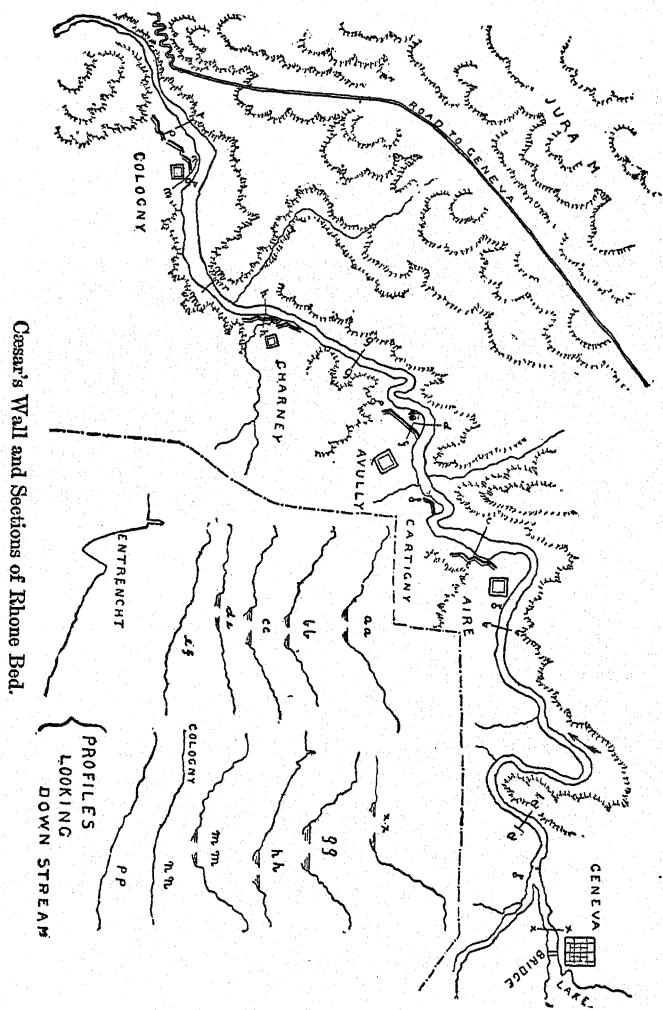 JURA M
ROAD TO GENEVA
GENEVA
BRIDGE
LAKE
COLOGNY
CHARNEY
AVULLY
CARTIGNY
AIRE
aa
bb
cc
ef
ENTRENCHT
xx
gg
hh
mm
COLOGNY
nn
pp
PROFILES
LOOKING
DOWN STREAM
Cæsar's Wall and Sections of Rhone Bed.